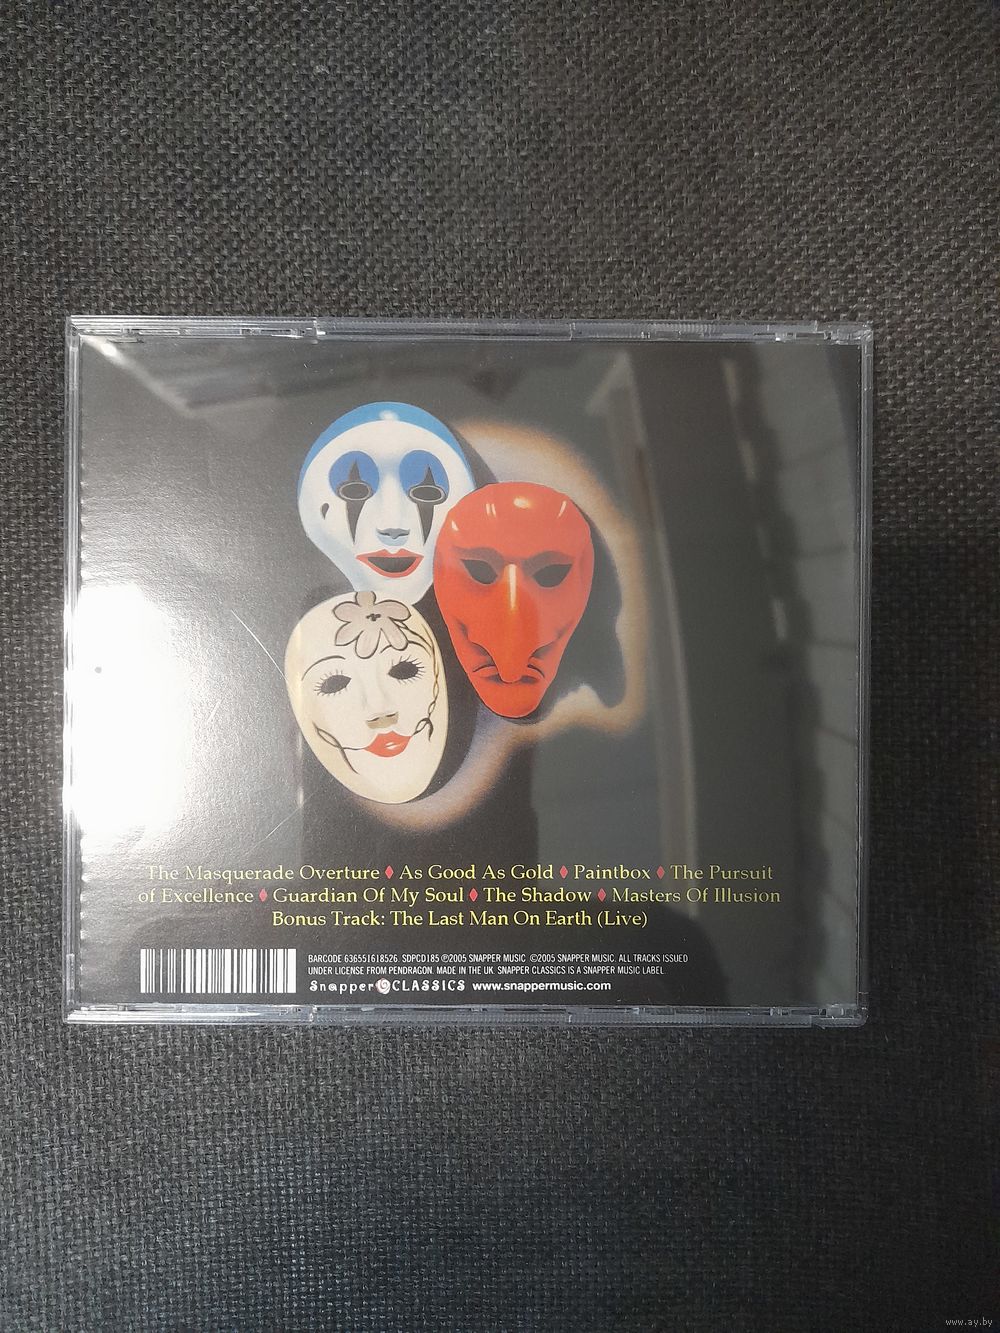 The Masquerade Overture ♦ As Good As Gold ♦ Paintbox ♦ The Pursuit
of Excellence ♦ Guardian Of My Soul ♦ The Shadow ♦ Masters Of Illusion
Bonus Track: The Last Man On Earth (Live)
BARCODE 636551618526. SDPCD185 ℗2005 SNAPPER MUSIC ©2005 SNAPPER MUSIC. ALL TRACKS ISSUED
UNDER LICENSE FROM PENDRAGON. MADE IN THE UK. SNAPPER CLASSICS IS A SNAPPER MUSIC LABEL.
Snapper CLASSICS www.snappermusic.com
www.ay.by